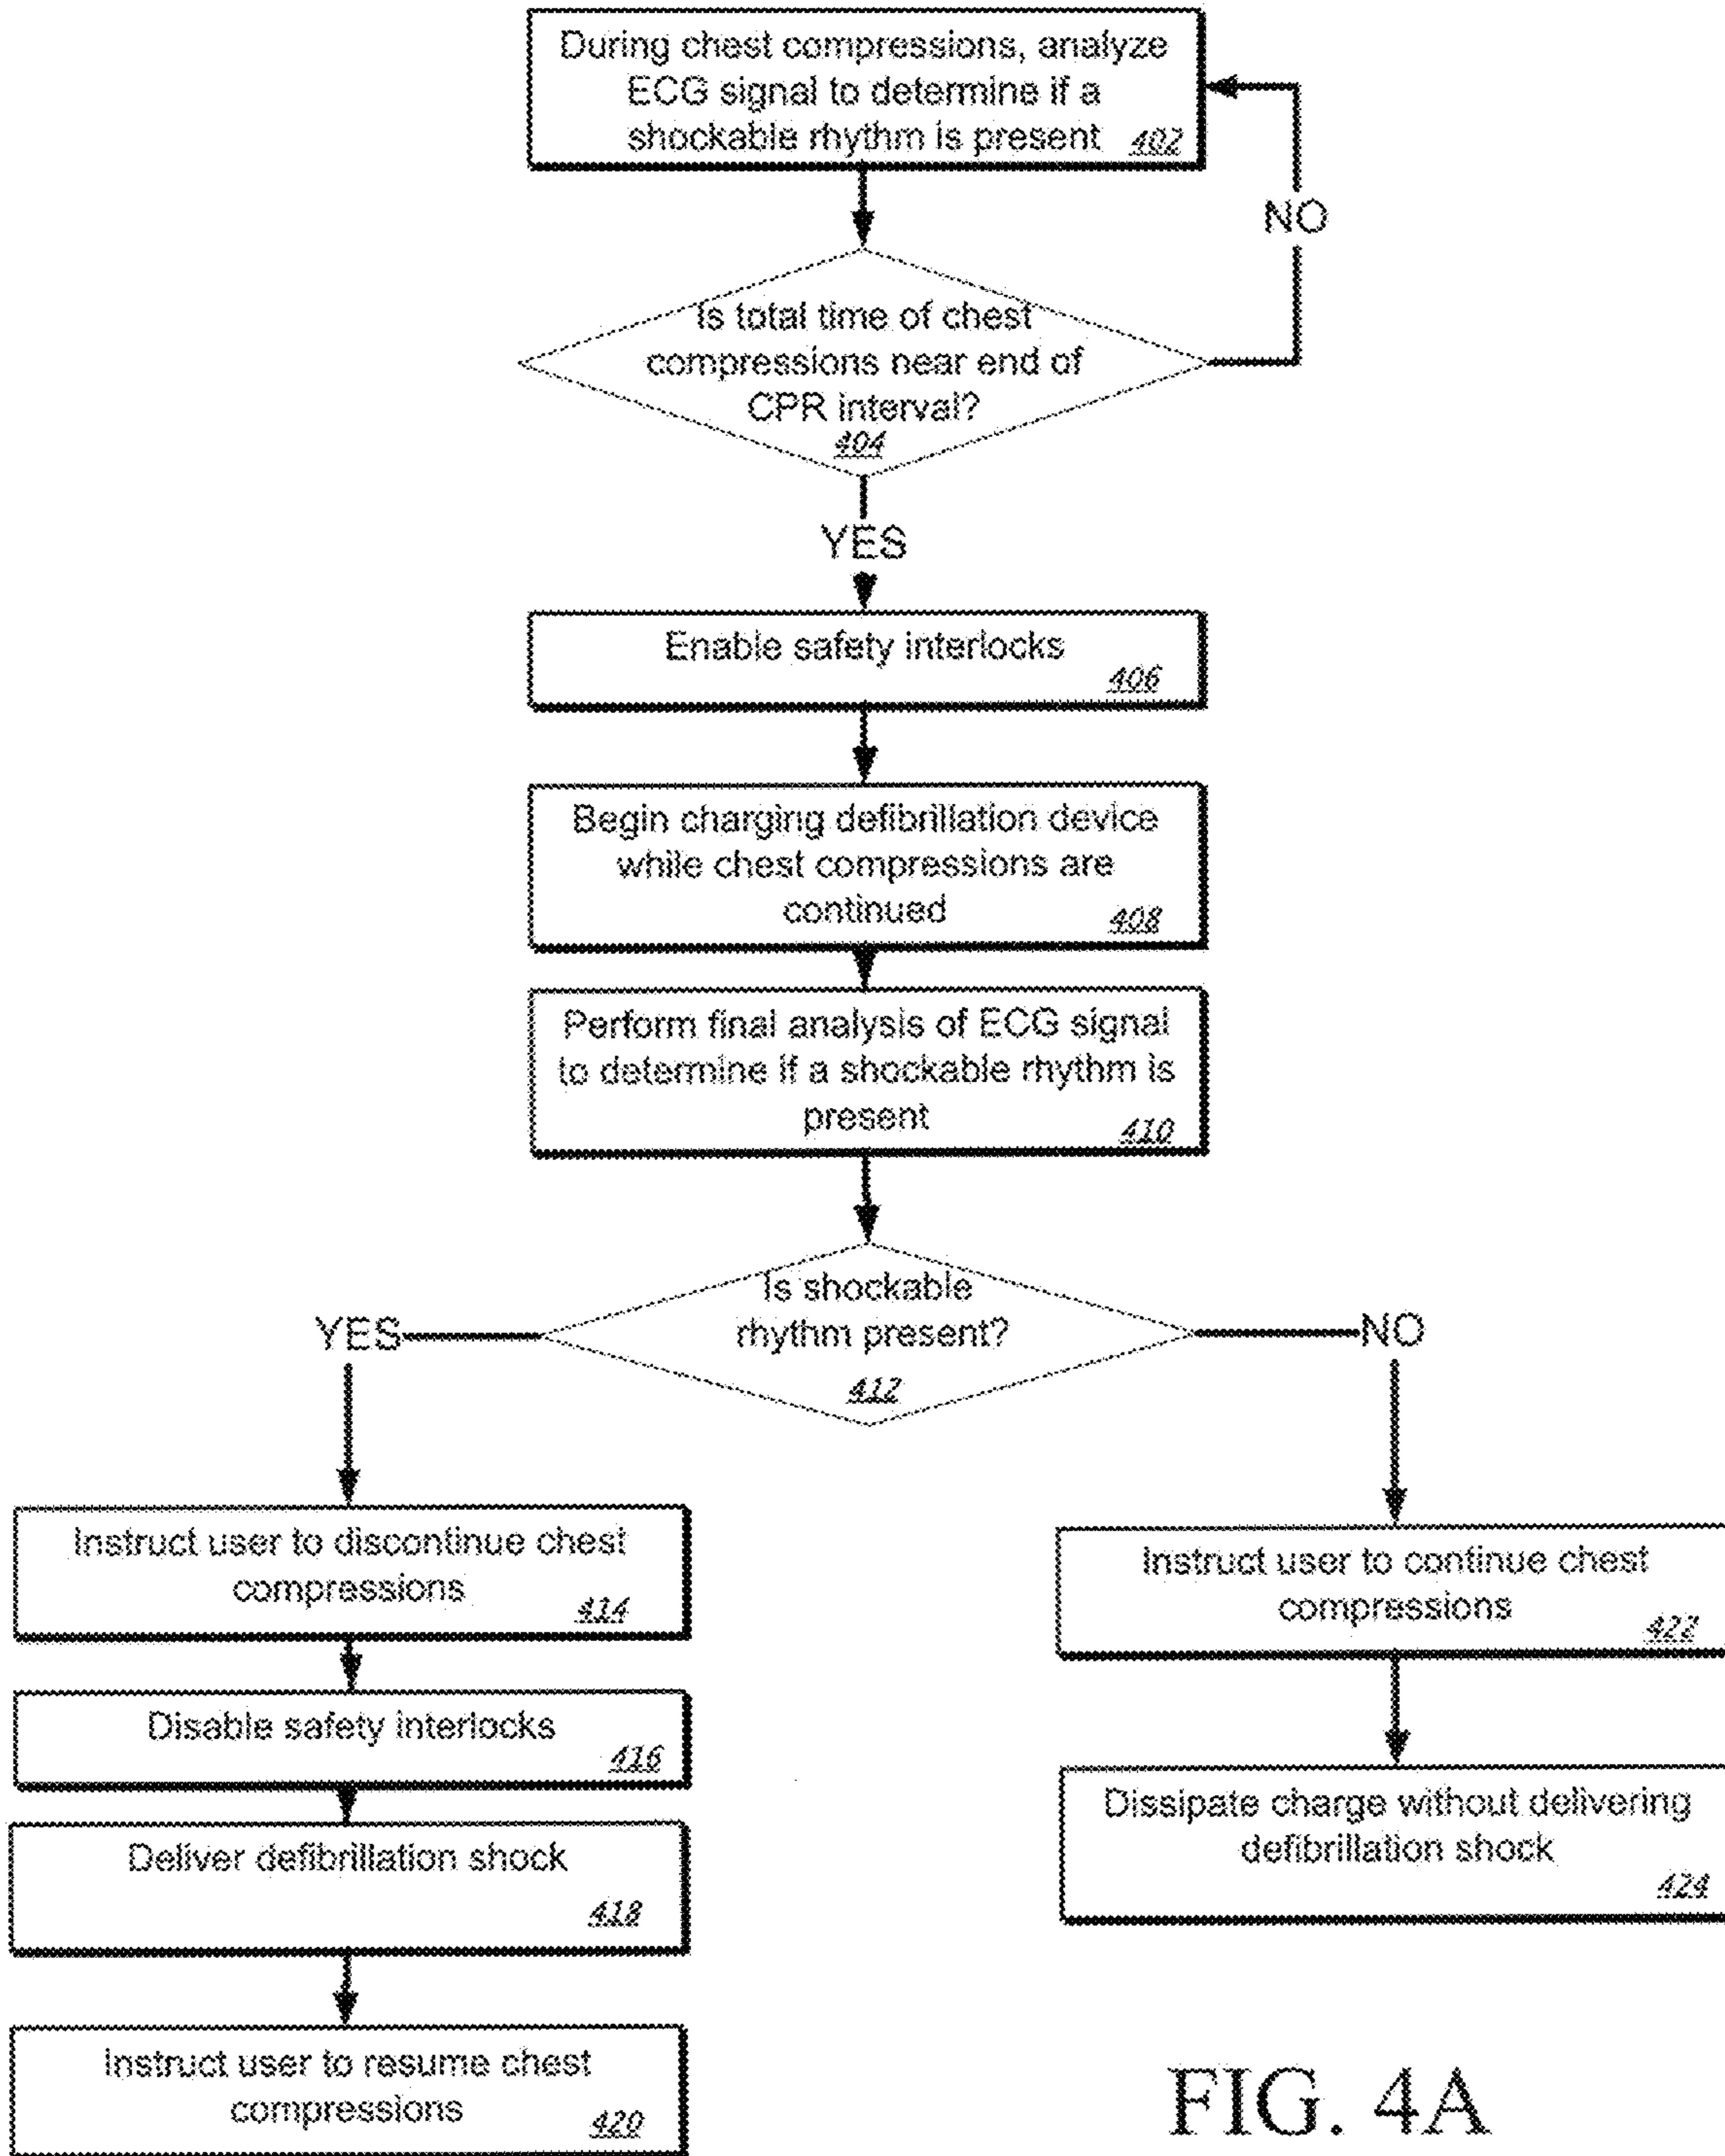 During chest compressions, analyze
ECG signal to determine if a
shockable rhythm is present 402
NO
Is total time of chest
compressions near end of
CPR interval?
404
YES
Enable safety interlocks
406
Begin charging defibrillation device
while chest compressions are
continued 408
Perform final analysis of ECG signal
to determine if a shockable rhythm is
present 410
Is shockable
rhythm present?
412
YES
NO
Instruct user to discontinue chest
compressions 414
Disable safety interlocks
416
Deliver defibrillation shock
418
Instruct user to resume chest
compressions 420
Instruct user to continue chest
compressions
422
Dissipate charge without delivering
defibrillation shock
424
FIG. 4A